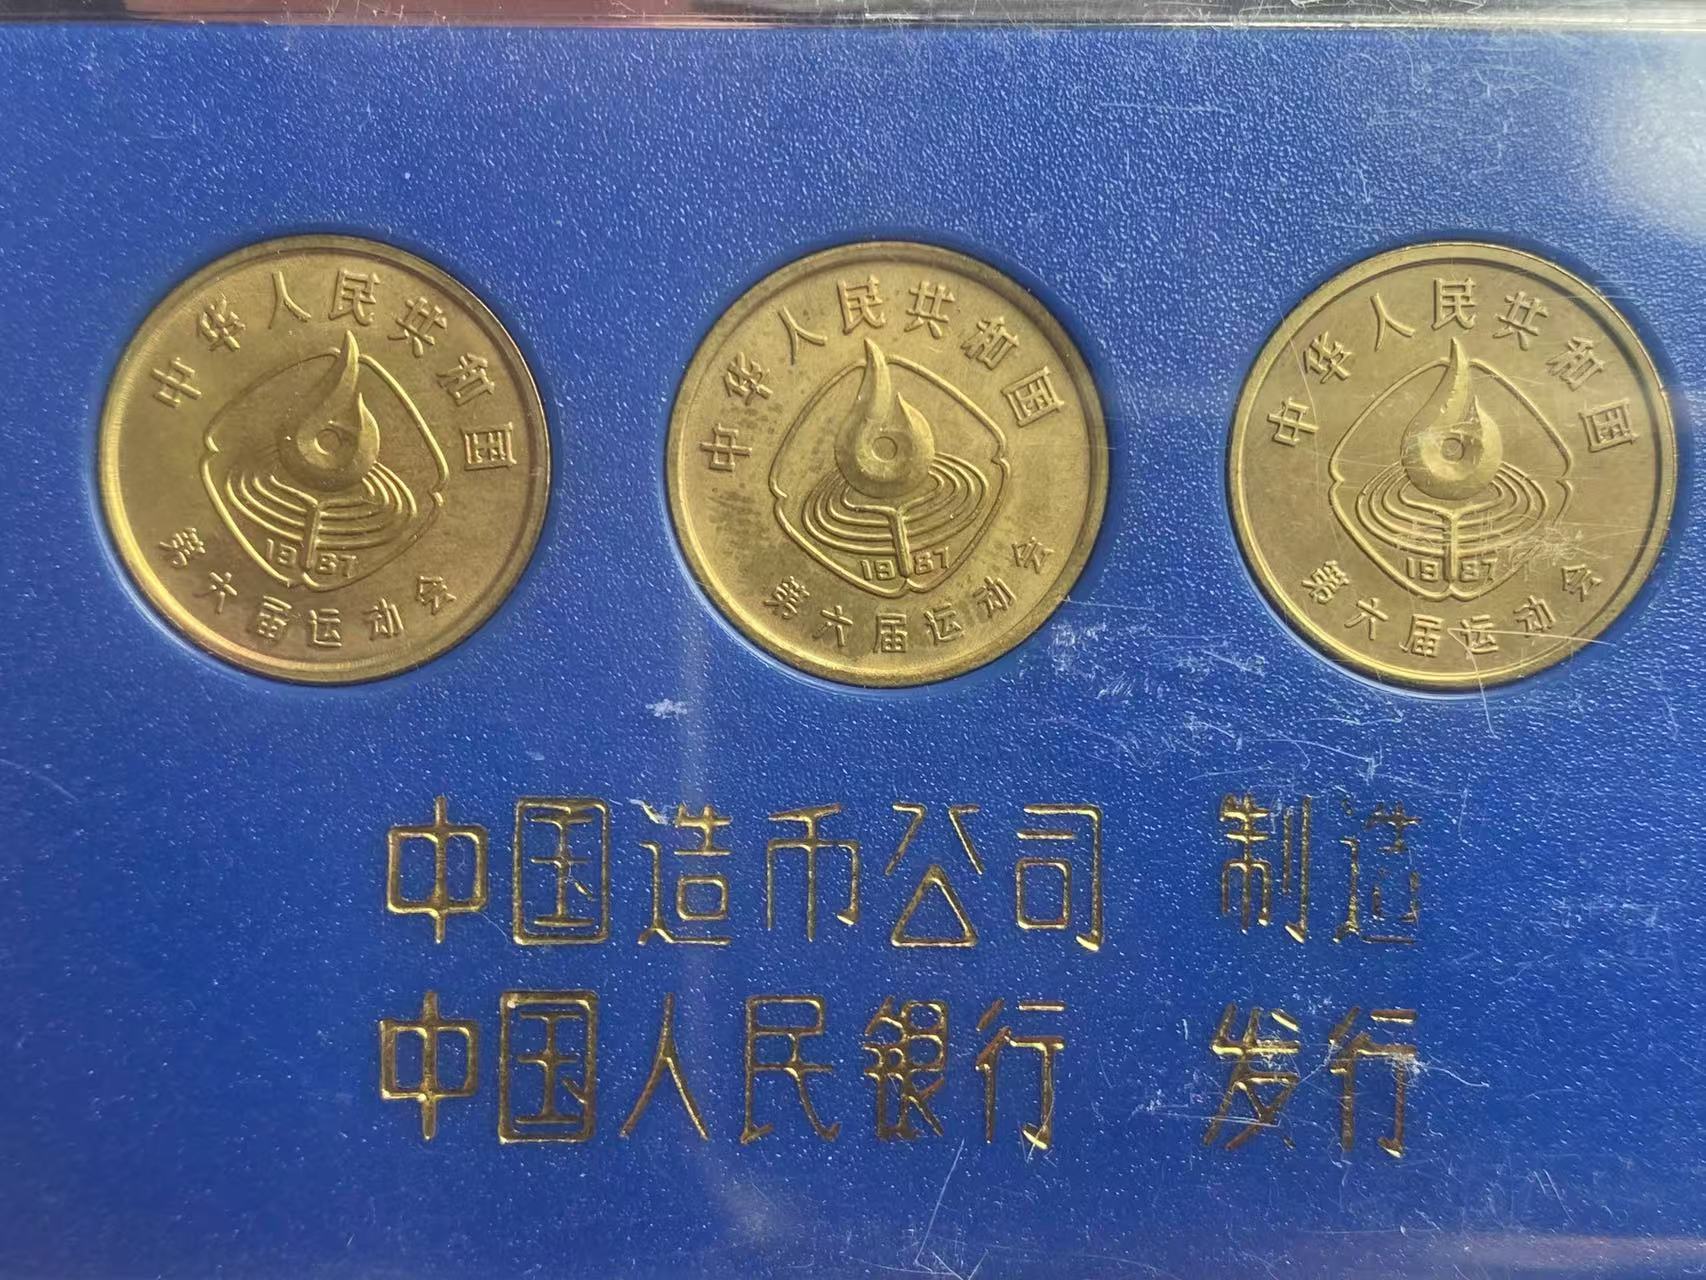 中华人民共和国
1987
第六届运动会
中华人民共和国
1987
第六届运动会
中华人民共和国
1987
第六届运动会
中国造币公司 制造
中国人民银行 发行